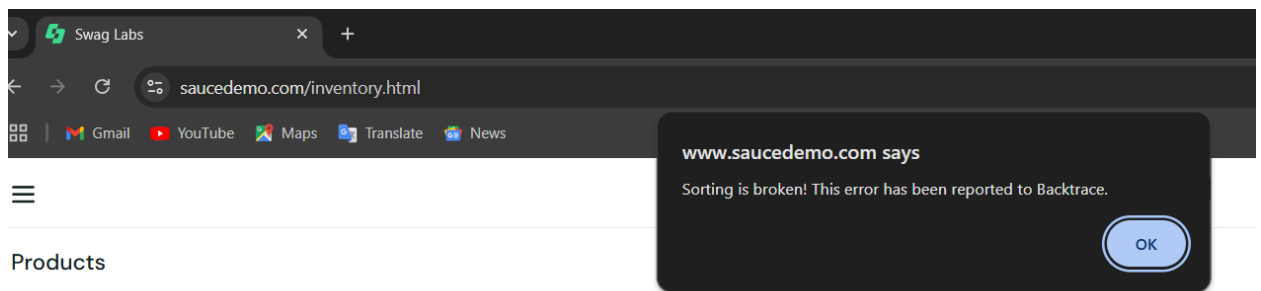 Swag Labs
saucedemo.com/inventory.html
Gmail YouTube Maps Translate News
www.saucedemo.com says
Sorting is broken! This error has been reported to Backtrace.
OK
Products